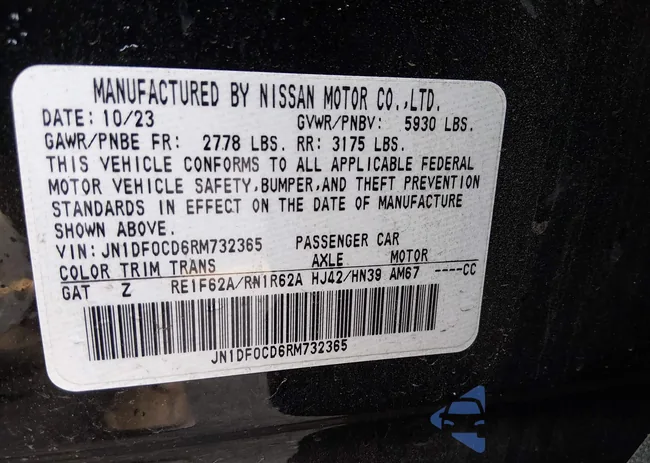 MANUFACTURED BY NISSAN MOTOR CO.,LTD.
DATE: 10/23 GVWR/PNBV: 5930 LBS.
GAWR/PNBE FR: 2778 LBS. RR: 3175 LBS.
THIS VEHICLE CONFORMS TO ALL APPLICABLE FEDERAL
MOTOR VEHICLE SAFETY,BUMPER,AND THEFT PREVENTION
STANDARDS IN EFFECT ON THE DATE OF MANUFACTURE
SHOWN ABOVE.
VIN:JN1DF0CD6RM732365 PASSENGER CAR
COLOR TRIM TRANS AXLE MOTOR
GAT Z RE1F62A/RN1R62A HJ42/HN39 AM67 ----CC
JN1DF0CD6RM732365